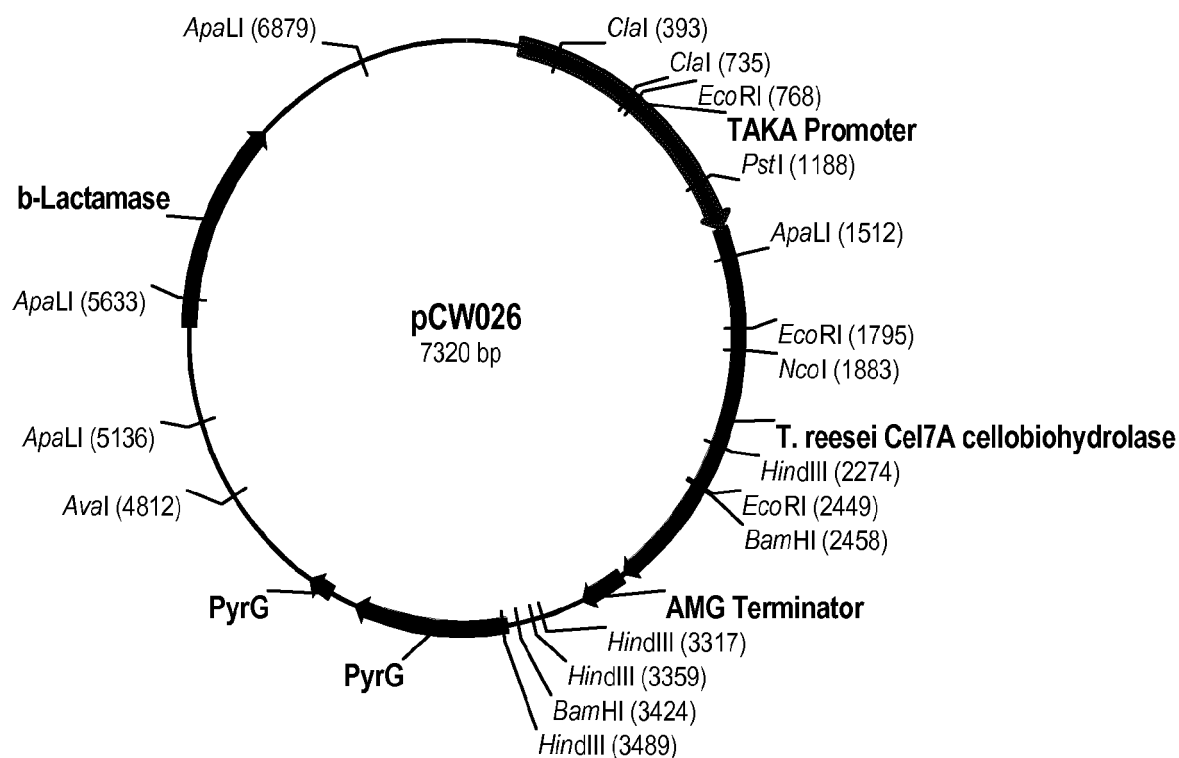 ApaLI (6879)
ClaI (393)
ClaI (735)
EcoRI (768)
TAKA Promoter
PstI (1188)
b-Lactamase
ApaLI (1512)
ApaLI (5633)
pCW026
7320 bp
EcoRI (1795)
NcoI (1883)
ApaLI (5136)
T. reesei Cel7A cellobiohydrolase
HindIII (2274)
AvaI (4812)
EcoRI (2449)
BamHI (2458)
PyrG
AMG Terminator
HindIII (3317)
PyrG
HindIII (3359)
BamHI (3424)
HindIII (3489)